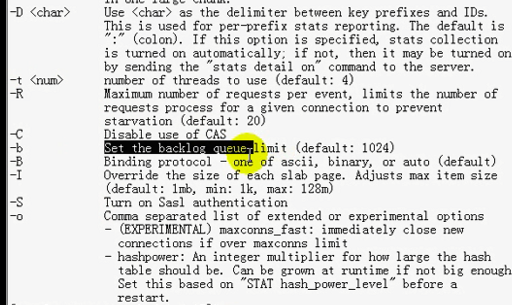 in one large chunk.
-D <char> Use <char> as the delimiter between key prefixes and IDs.
This is used for per-prefix stats reporting. The default is
":" (colon). If this option is specified, stats collection
is turned on automatically; if not, then it may be turned on
by sending the "stats detail on" command to the server.
-t <num> number of threads to use (default: 4)
-R Maximum number of requests per event, limits the number of
requests process for a given connection to prevent
starvation (default: 20)
-C Disable use of CAS
-b Set the backlog queue limit (default: 1024)
-B Binding protocol - one of ascii, binary, or auto (default)
-I Override the size of each slab page. Adjusts max item size
(default: 1mb, min: 1k, max: 128m)
-S Turn on Sasl authentication
-o Comma separated list of extended or experimental options
- (EXPERIMENTAL) maxconns_fast: immediately close new
connections if over maxconns limit
- hashpower: An integer multiplier for how large the hash
table should be. Can be grown at runtime if not big enough
Set this based on "STAT hash_power_level" before a
restart.